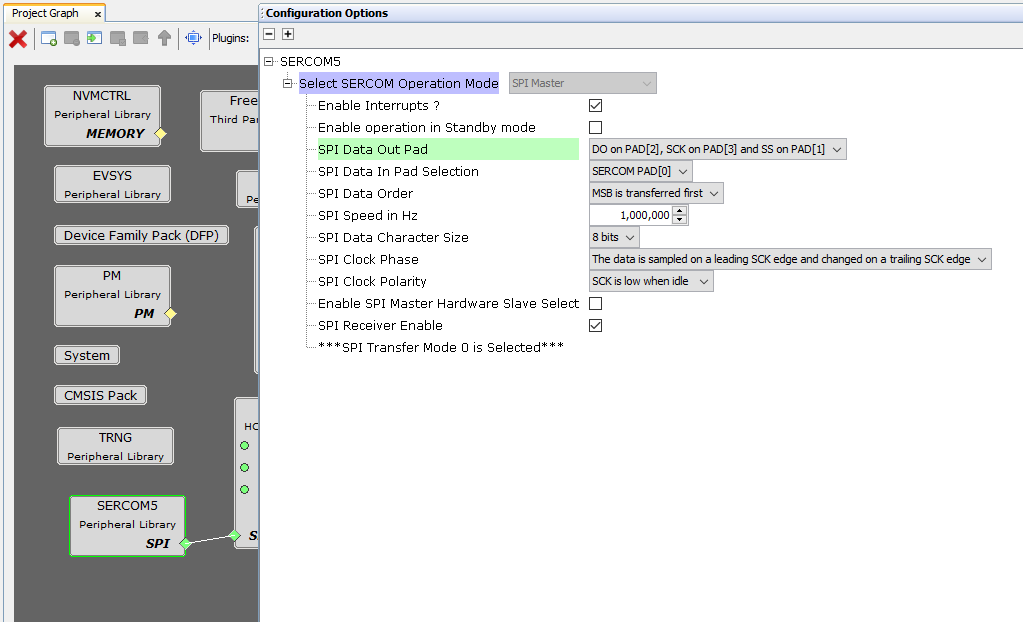 Project Graph x
Plugins:
NVMCTRL
Peripheral Library
MEMORY
Free
Third Par
EVSYS
Peripheral Library
Pe
Device Family Pack (DFP)
PM
Peripheral Library
PM
System
CMSIS Pack
TRNG
Peripheral Library
HC
SERCOM5
Peripheral Library
SPI
S
Configuration Options
SERCOM5
Select SERCOM Operation Mode SPI Master
Enable Interrupts ?
Enable operation in Standby mode
SPI Data Out Pad DO on PAD[2], SCK on PAD[3] and SS on PAD[1]
SPI Data In Pad Selection SERCOM PAD[0]
SPI Data Order MSB is transferred first
SPI Speed in Hz 1,000,000
SPI Data Character Size 8 bits
SPI Clock Phase The data is sampled on a leading SCK edge and changed on a trailing SCK edge
SPI Clock Polarity SCK is low when idle
Enable SPI Master Hardware Slave Select
SPI Receiver Enable
***SPI Transfer Mode 0 is Selected***